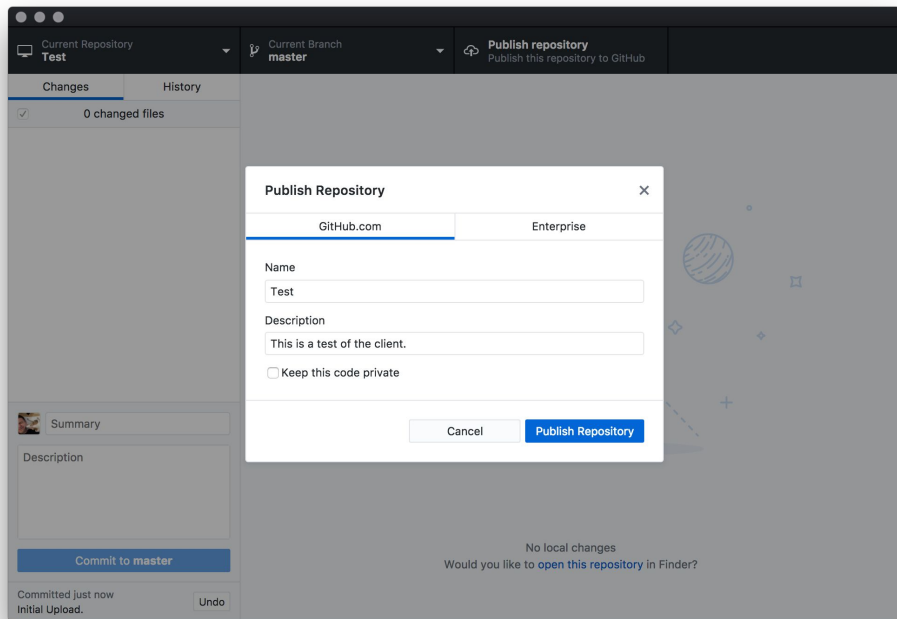 Current Repository
Test
Current Branch
master
Publish repository
Publish this repository to GitHub
Changes
History
0 changed files
Publish Repository
GitHub.com
Enterprise
Name
Test
Description
This is a test of the client.
Keep this code private
Cancel
Publish Repository
Summary
Description
Commit to master
Committed just now
Initial Upload.
Undo
No local changes
Would you like to open this repository in Finder?